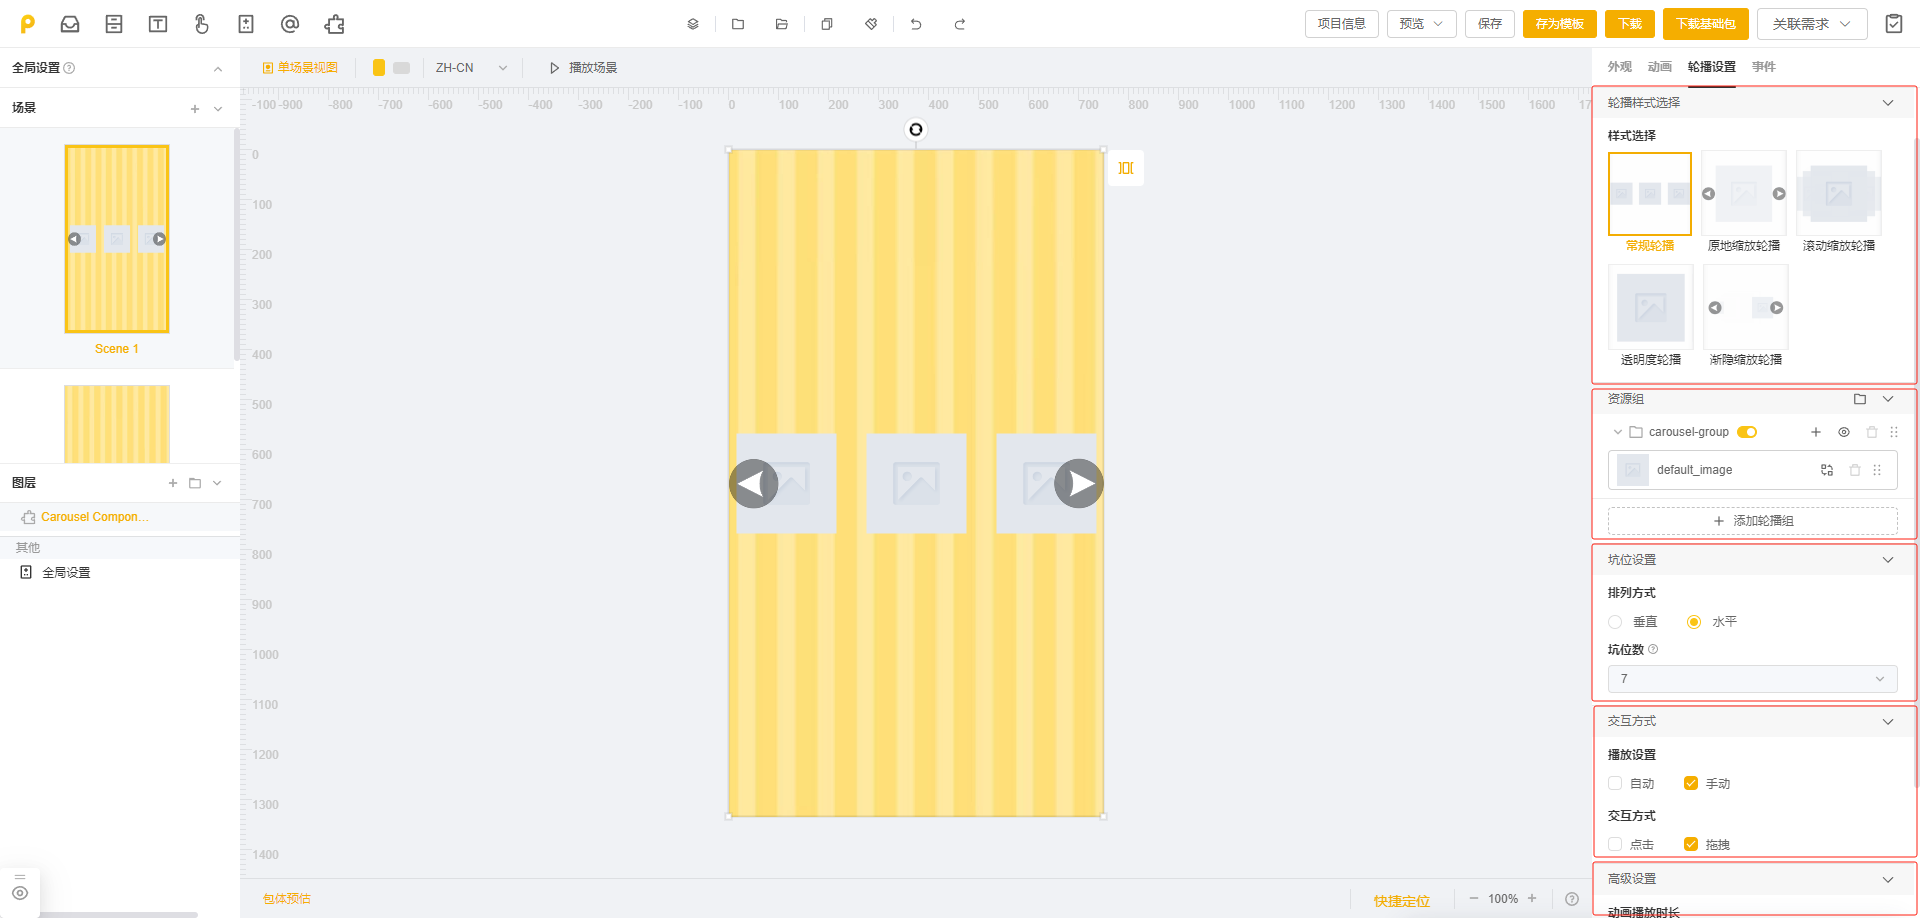 项目信息
预览
保存
存为模板
下载
下载基础包
关联需求
全局设置
场景
Scene 1
图层
Carousel Compon...
其他
全局设置
单场景视图
ZH-CN
播放场景
-100 -900 -800 -700 -600 -500 -400 -300 -200 -100 0 100 200 300 400 500 600 700 800 900 1000 1100 1200 1300 1400 1500 1600 17
0
100
200
300
400
500
600
700
800
900
1000
1100
1200
1300
1400
包体预估
快捷定位
100%
外观
动画
轮播设置
事件
轮播样式选择
样式选择
常规轮播
原地缩放轮播
滚动缩放轮播
透明度轮播
渐隐缩放轮播
资源组
carousel-group
default_image
添加轮播组
坑位设置
排列方式
垂直
水平
坑位数
7
交互方式
播放设置
自动
手动
交互方式
点击
拖拽
高级设置
动画播放时长